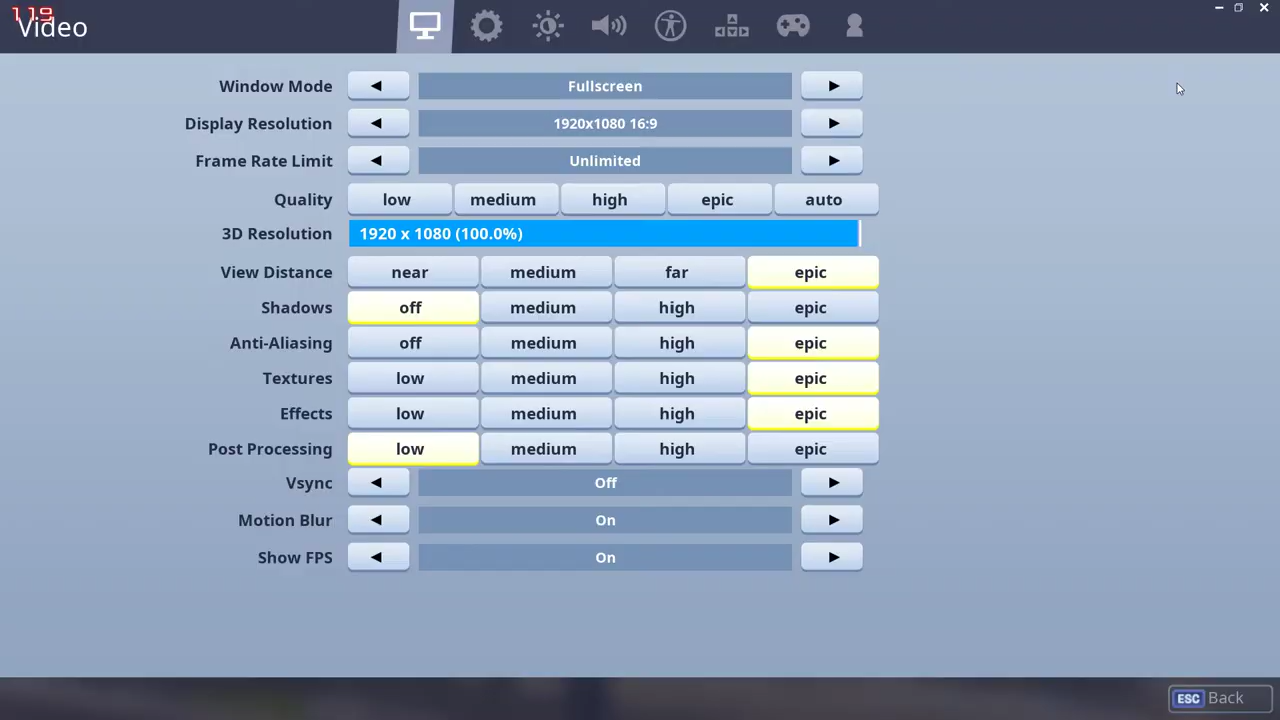 119
Video
Window Mode ◀ Fullscreen ▶
Display Resolution ◀ 1920x1080 16:9 ▶
Frame Rate Limit ◀ Unlimited ▶
Quality low medium high epic auto
3D Resolution 1920 x 1080 (100.0%)
View Distance near medium far epic
Shadows off medium high epic
Anti-Aliasing off medium high epic
Textures low medium high epic
Effects low medium high epic
Post Processing low medium high epic
Vsync ◀ Off ▶
Motion Blur ◀ On ▶
Show FPS ◀ On ▶
ESC Back